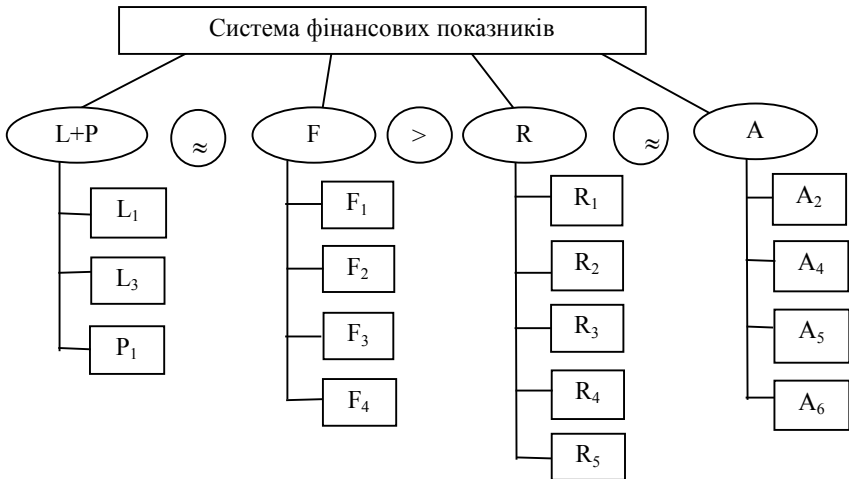 Система фінансових показників
L+P ≈ F > R ≈ A
L₁
L₃
P₁
F₁
F₂
F₃
F₄
R₁
R₂
R₃
R₄
R₅
A₂
A₄
A₅
A₆